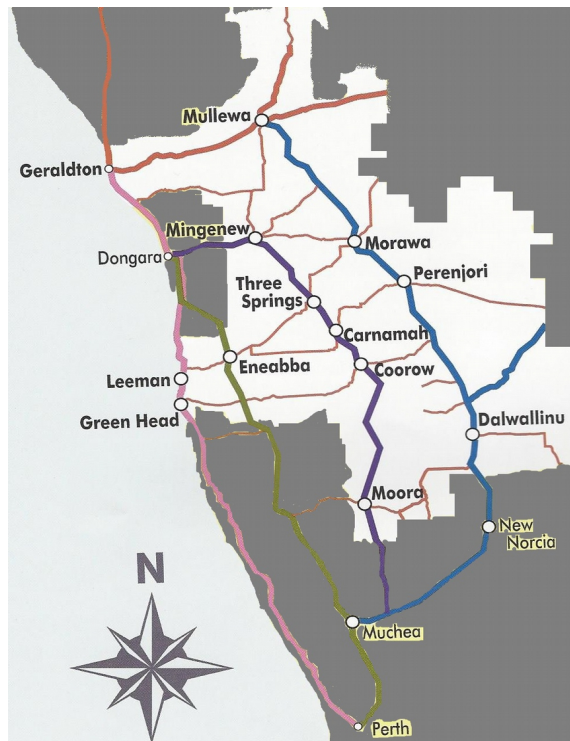 Mullewa
Geraldton
Mingenew
Morawa
Dongara
Perenjori
Three
Springs
Carnamah
Eneabba
Coorow
Leeman
Green Head
Dalwallinu
Moora
New
Norcia
N
Muchea
Perth